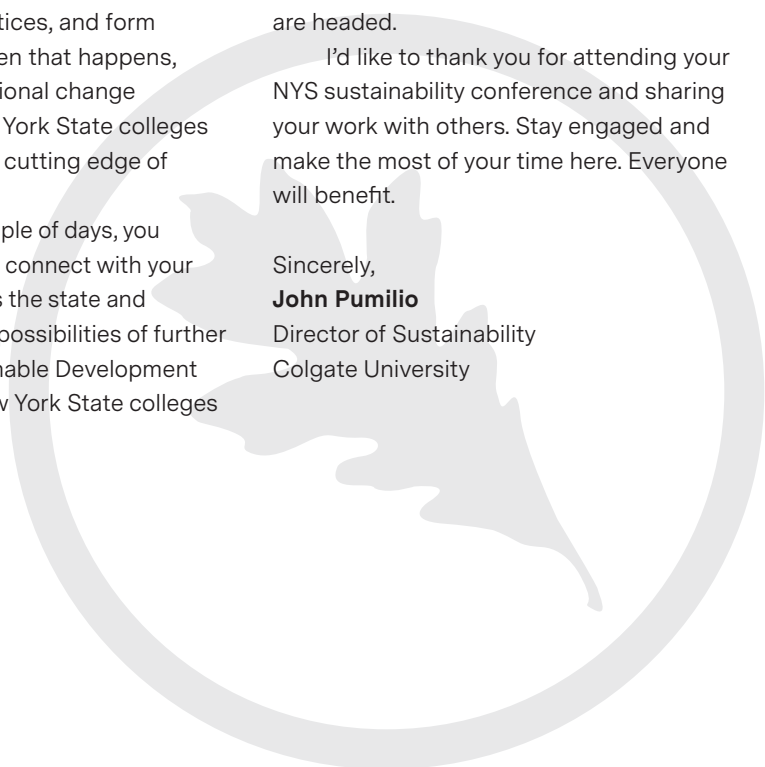 tices, and form
en that happens,
ional change
York State colleges
cutting edge of
ple of days, you
connect with your
s the state and
possibilities of further
nable Development
w York State colleges
are headed.
I’d like to thank you for attending your
NYS sustainability conference and sharing
your work with others. Stay engaged and
make the most of your time here. Everyone
will benefit.
Sincerely,
John Pumilio
Director of Sustainability
Colgate University